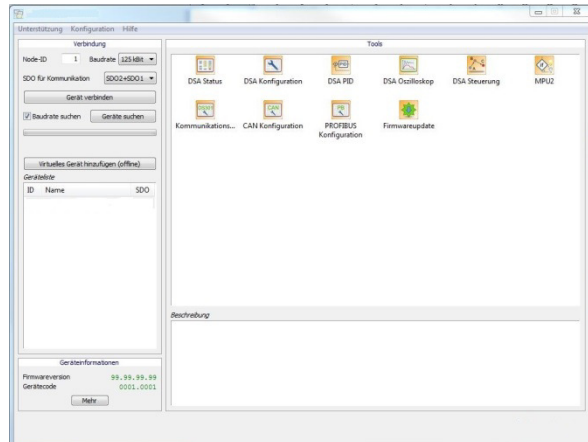 Unterstützung Konfiguration Hilfe
Verbindung
Node-ID 1 Baudrate 125 kBit
SDO für Kommunikation SDO2+SDO1
Gerät verbinden
Baudrate suchen Geräte suchen
Virtuelles Gerät hinzufügen (offline)
Geräteliste
ID Name SDO
Geräteinformationen
Firmwareversion 99.99.99.99
Gerätecode 0001.0001
Mehr
Tools
DSA Status DSA Konfiguration DSA PID DSA Oszilloskop DSA Steuerung MPU2
Kommunikations... CAN Konfiguration PROFIBUS Konfiguration Firmwareupdate
Beschreibung